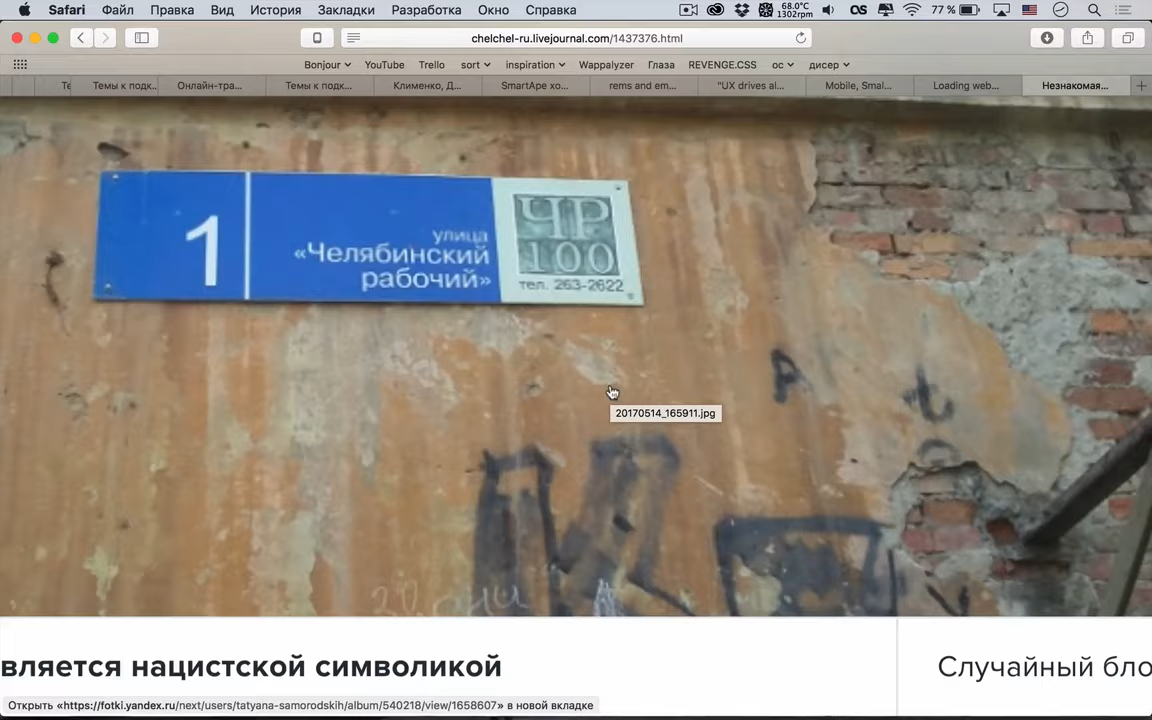 Safari Файл Правка Вид История Закладки Разработка Окно Справка
68.0°C
1302rpm
77 %
chelchel-ru.livejournal.com/1437376.html
Bonjour YouTube Trello sort inspiration Wappalyzer Глаза REVENGE.CSS ос дисер
Те Темы к подк... Онлайн-тра... Темы к подк... Клименко, Д... SmartApe хо... rems and em... "UX drives al... Mobile, Smal... Loading web... Незнакомая...
1
улица
«Челябинский
рабочий»
ЧР
100
тел. 263-2622
20170514_165911.jpg
вляется нацистской символикой
Случайный бло
Открыть «https://fotki.yandex.ru/next/users/tatyana-samorodskih/album/540218/view/1658607» в новой вкладке